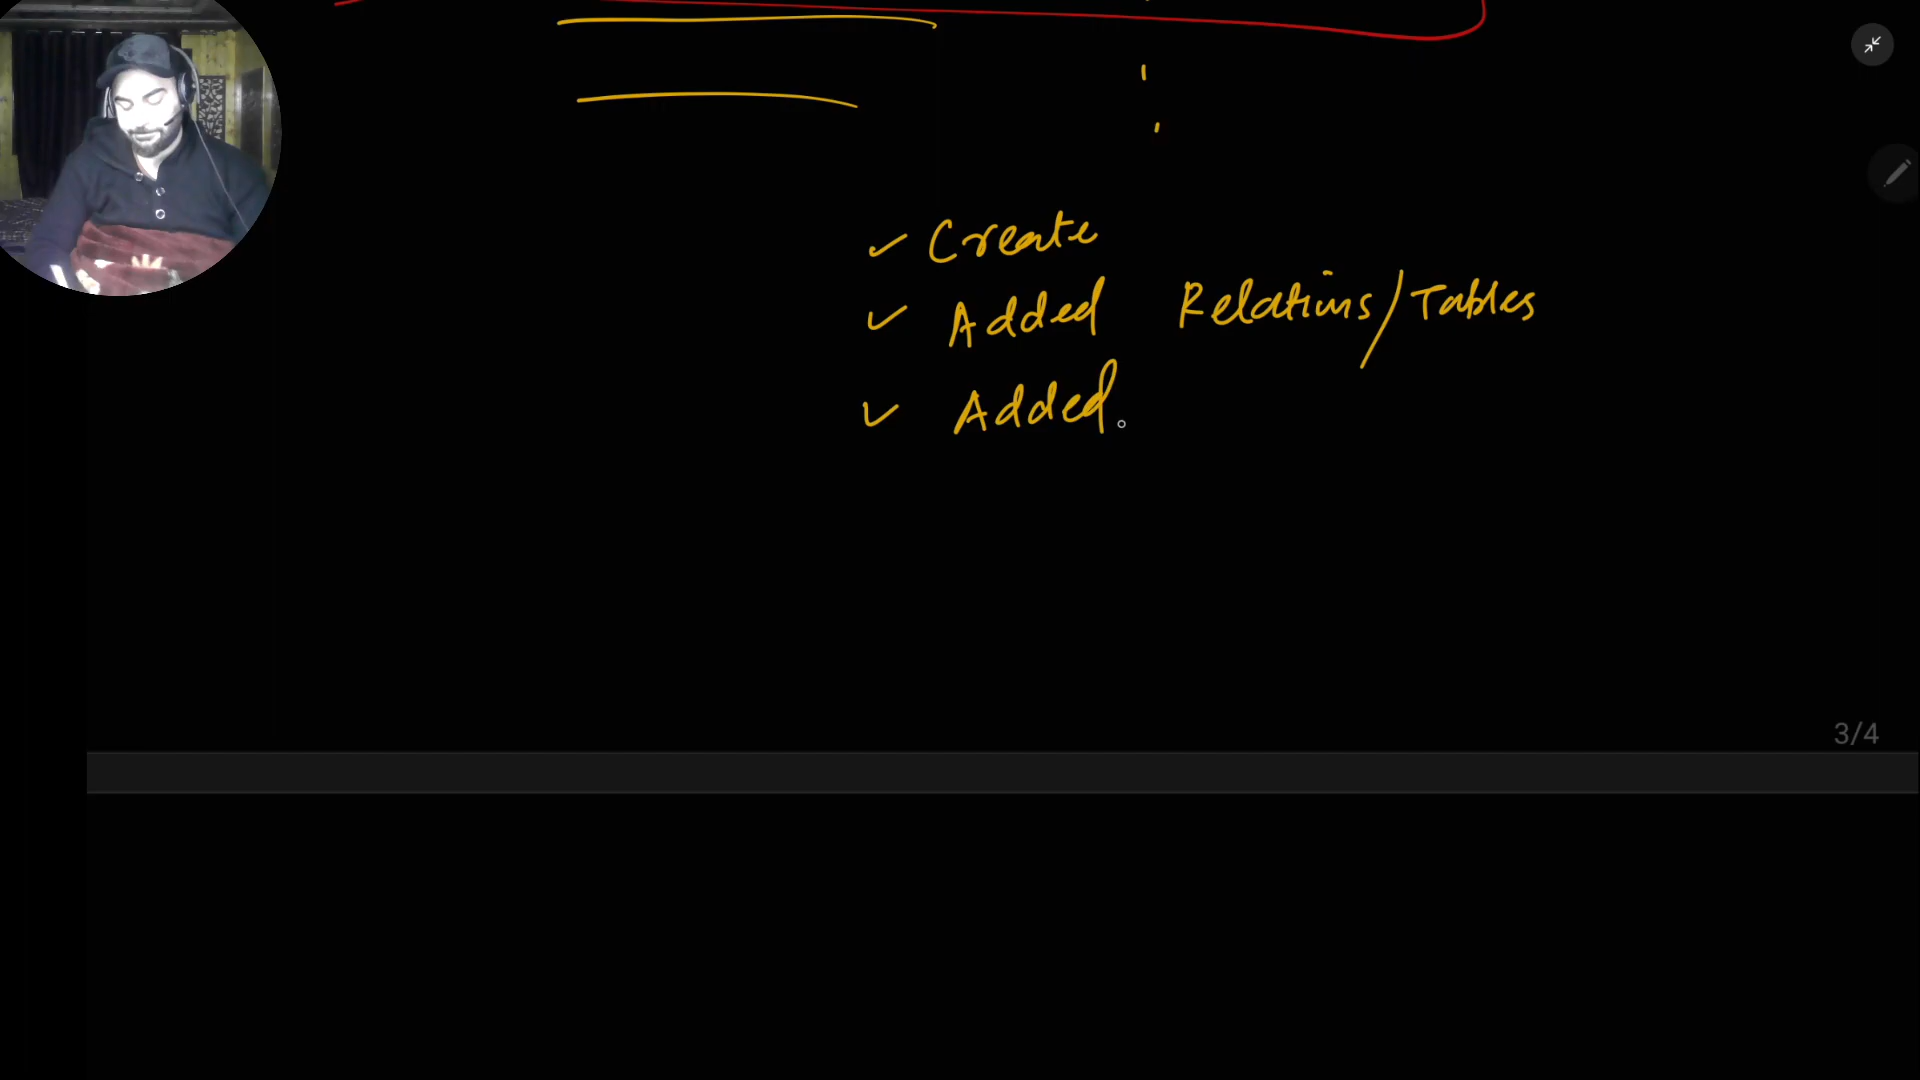 ✓ Create
✓ Added Relations/Tables
✓ Added
3/4